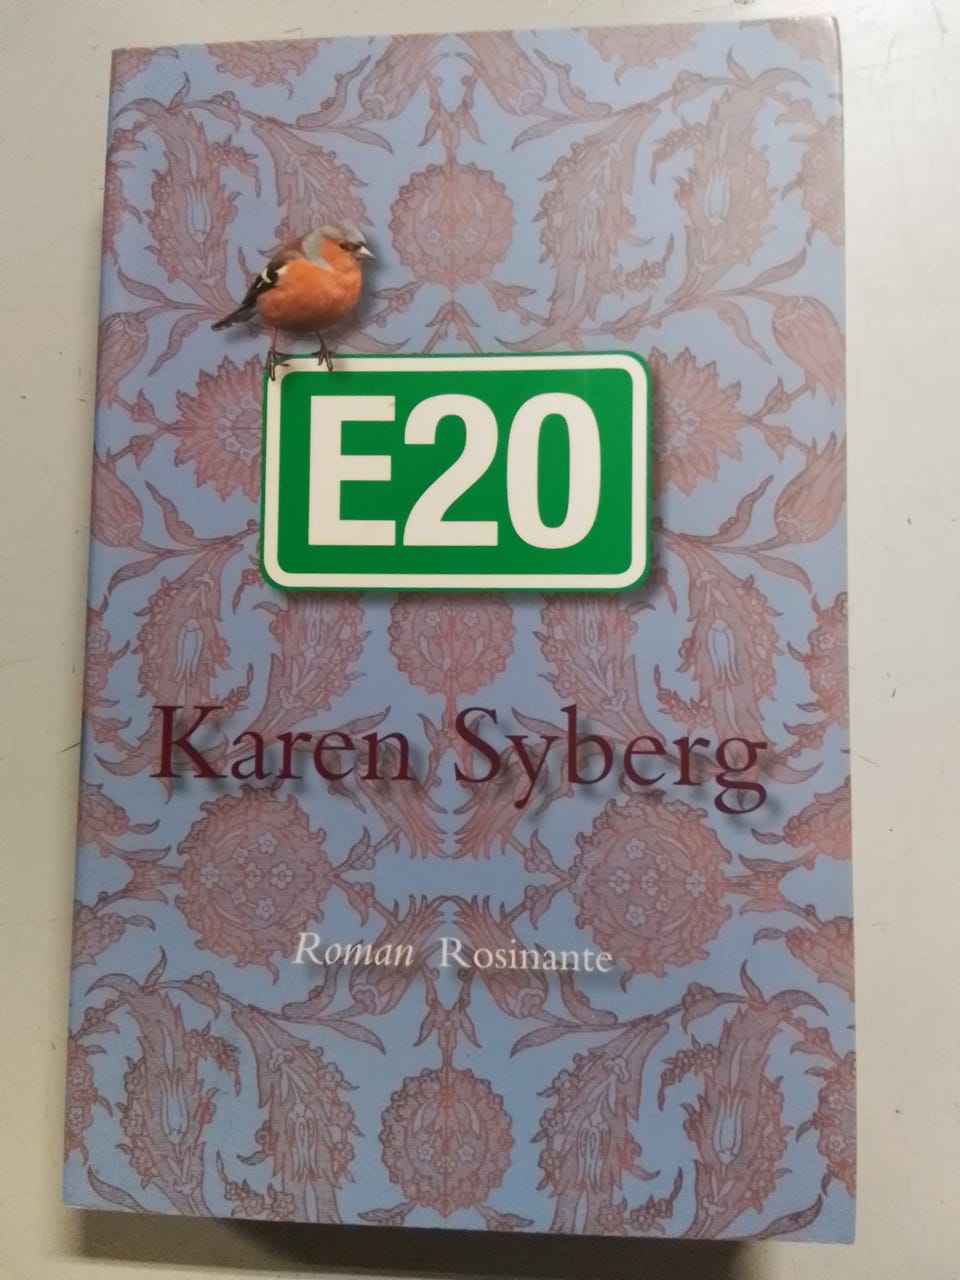 E20
Karen Syberg
Roman Rosinante